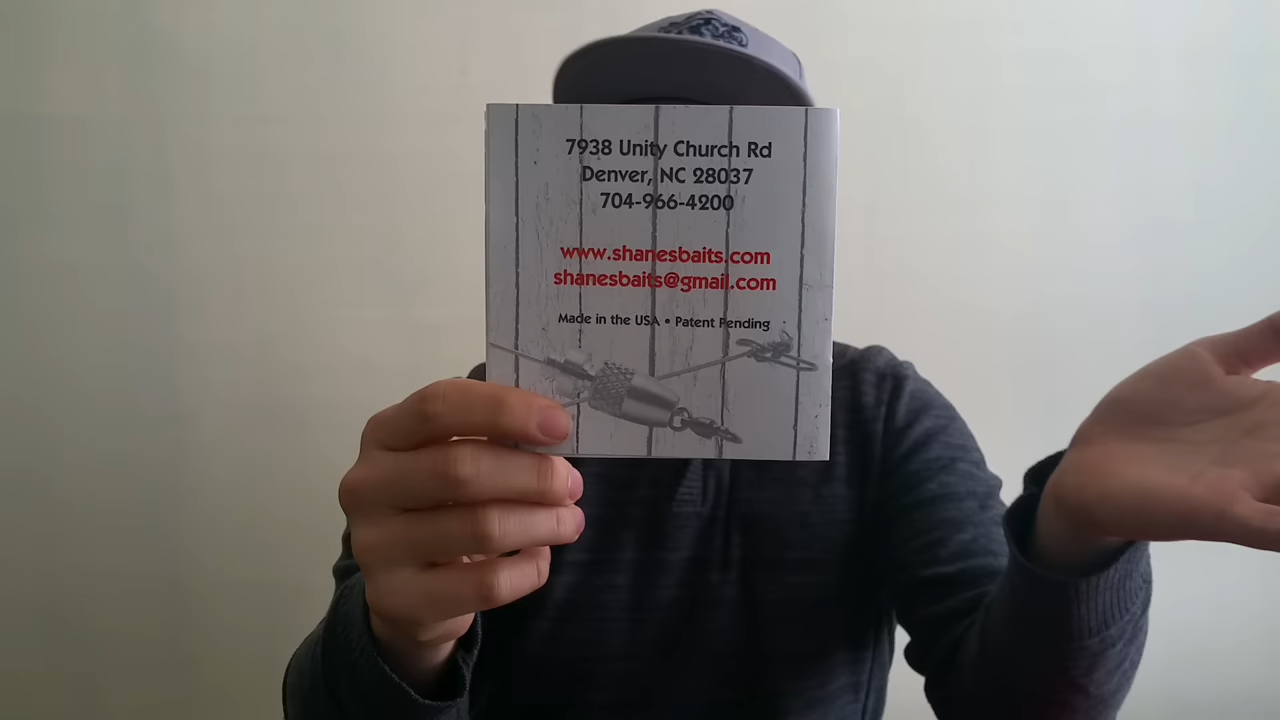 7938 Unity Church Rd
Denver, NC 28037
704-966-4200
www.shanesbaits.com
shanesbaits@gmail.com
Made in the USA • Patent Pending